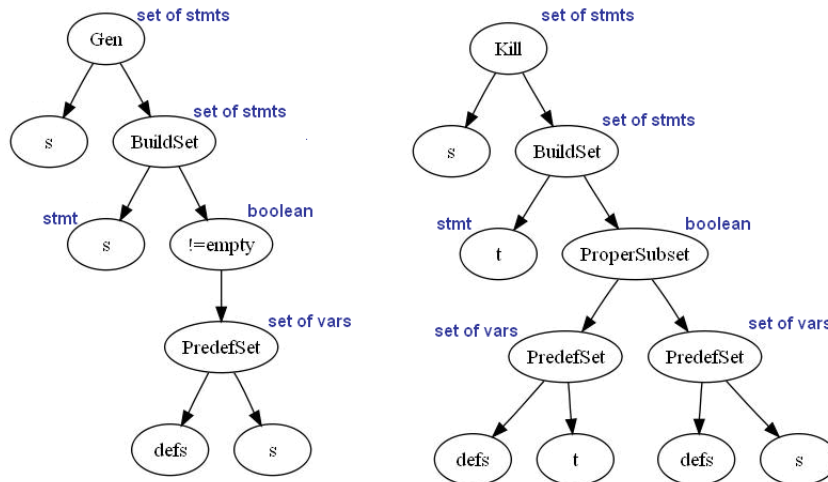 set of stmts
Gen
set of stmts
s
BuildSet
stmt
s
boolean
!=empty
set of vars
PredefSet
defs
s
set of stmts
Kill
set of stmts
s
BuildSet
stmt
t
boolean
ProperSubset
set of vars
PredefSet
set of vars
PredefSet
defs
t
defs
s